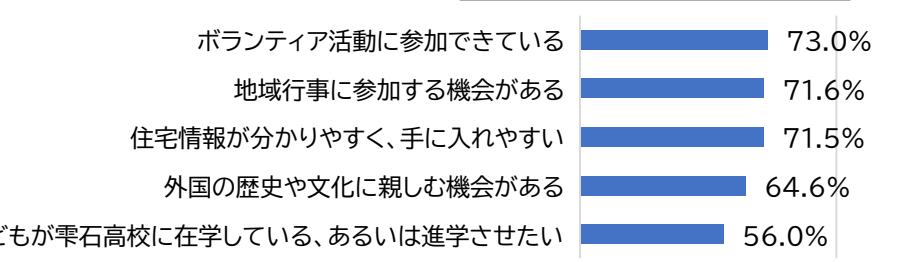 ボランティア活動に参加できている 73.0%
地域行事に参加する機会がある 71.6%
住宅情報が分かりやすく、手に入れやすい 71.5%
外国の歴史や文化に親しむ機会がある 64.6%
どもが雫石高校に在学している、あるいは進学させたい 56.0%